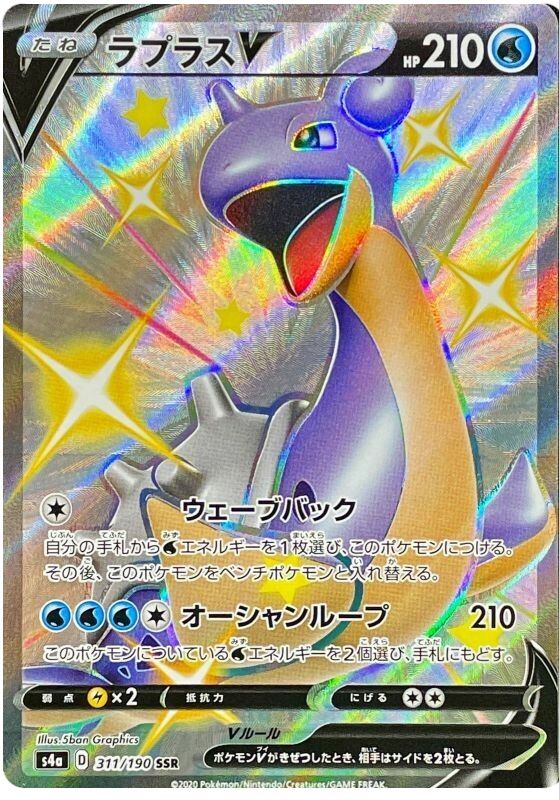 たね ラプラスV HP 210
ウェーブバック
自分の手札から エネルギーを1枚選び、このポケモンにつける。
その後、このポケモンをベンチポケモンと入れ替える。
オーシャンループ 210
このポケモンについている エネルギーを2個選び、手札にもどす。
弱点 ×2 抵抗力 にげる
Illus. 5ban Graphics
Vルール
s4a D 311/190 SSR
ポケモンVがきぜつしたとき、相手はサイドを2枚とる。
©2020 Pokémon/Nintendo/Creatures/GAME FREAK.